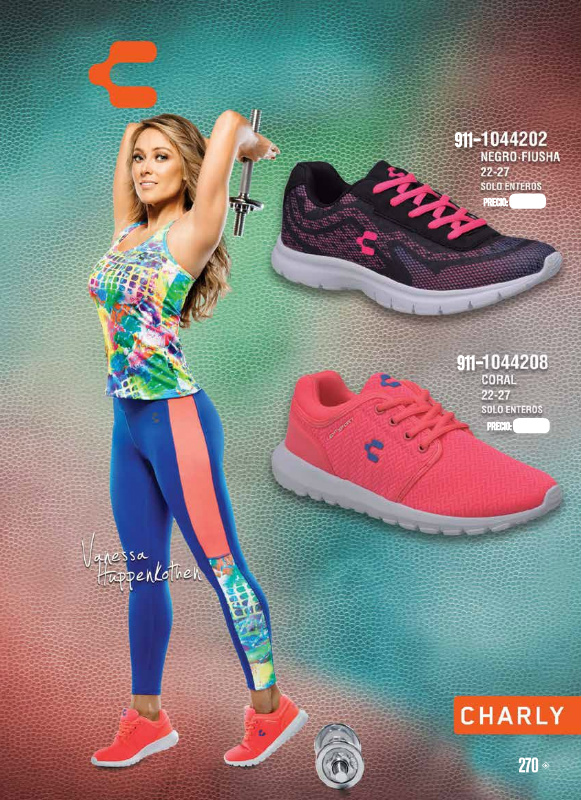 911-1044202
NEGRO-FIUSHA
22-27
SOLO ENTEROS
PRECIO:
911-1044208
CORAL
22-27
SOLO ENTEROS
PRECIO:
Vanessa
Huppenkothen
CHARLY
270